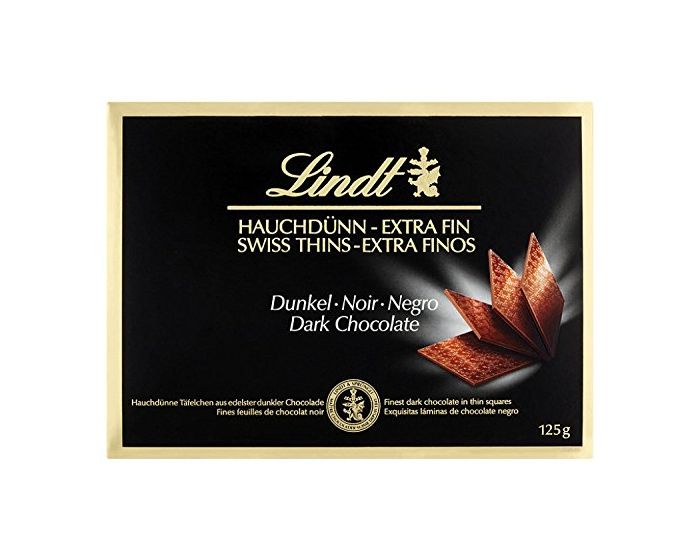 Lindt
HAUCHDÜNN - EXTRA FIN
SWISS THINS - EXTRA FINOS
Dunkel · Noir · Negro
Dark Chocolate
Hauchdünne Täfelchen aus edelster dunkler Chocolade
Fines feuilles de chocolat noir
Finest dark chocolate in thin squares
Exquisitas láminas de chocolate negro
125g